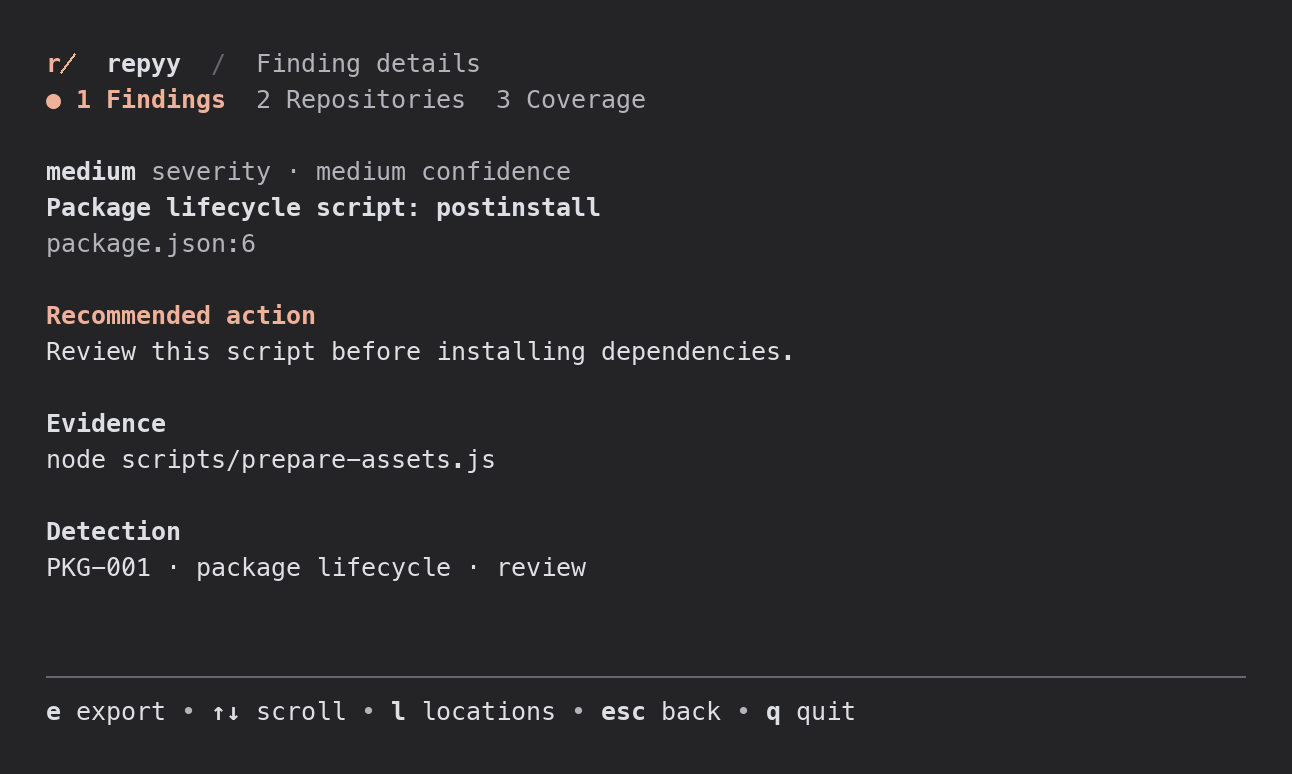 r/ repyy / Finding details
● 1 Findings 2 Repositories 3 Coverage
medium severity · medium confidence
Package lifecycle script: postinstall
package.json:6
Recommended action
Review this script before installing dependencies.
Evidence
node scripts/prepare-assets.js
Detection
PKG-001 · package lifecycle · review
e export • ↑↓ scroll • l locations • esc back • q quit